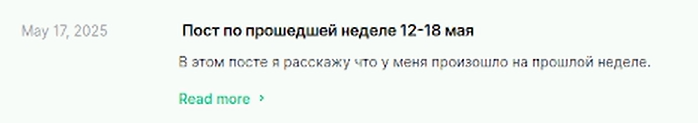 May 17, 2025
Пост по прошедшей неделе 12-18 мая
В этом посте я расскажу что у меня произошло на прошлой неделе.
Read more ›